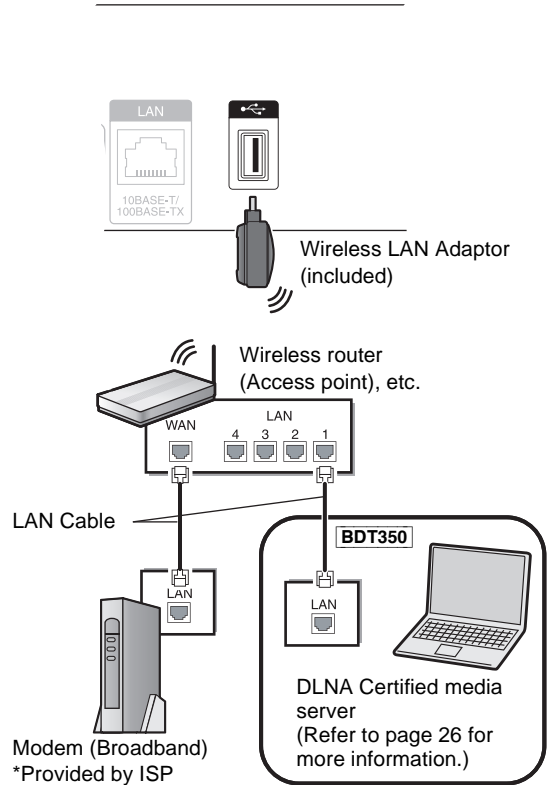 LAN
10BASE-T/
100BASE-TX
Wireless LAN Adaptor
(included)
Wireless router
(Access point), etc.
WAN
LAN
4 3 2 1
LAN Cable
BDT350
LAN
LAN
DLNA Certified media
server
(Refer to page 26 for
more information.)
Modem (Broadband)
*Provided by ISP